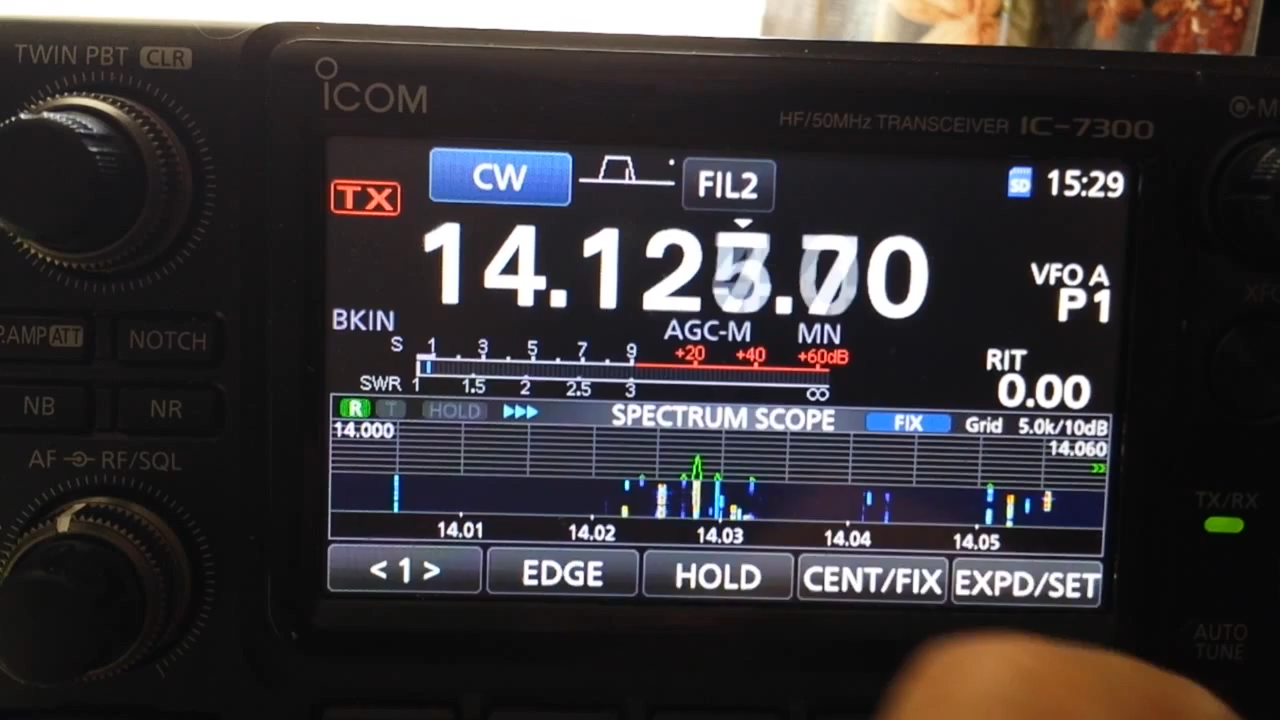 TWIN PBT CLR
ICOM
HF/50MHz TRANSCEIVER IC-7300
TX
CW
FIL2
SD 15:29
VFO A
P1
BKIN
AGC-M MN
S 1 3 5 7 9 +20 +40 +60dB
SWR 1 1.5 2 2.5 3 ∞
RIT
0.00
P.AMP ATT
NOTCH
NB
NR
AF RF/SQL
R T HOLD SPECTRUM SCOPE FIX Grid 5.0k/10dB
14.000 14.060
14.01 14.02 14.03 14.04 14.05
< 1 > EDGE HOLD CENT/FIX EXPD/SET
TX/RX
AUTO
TUNE